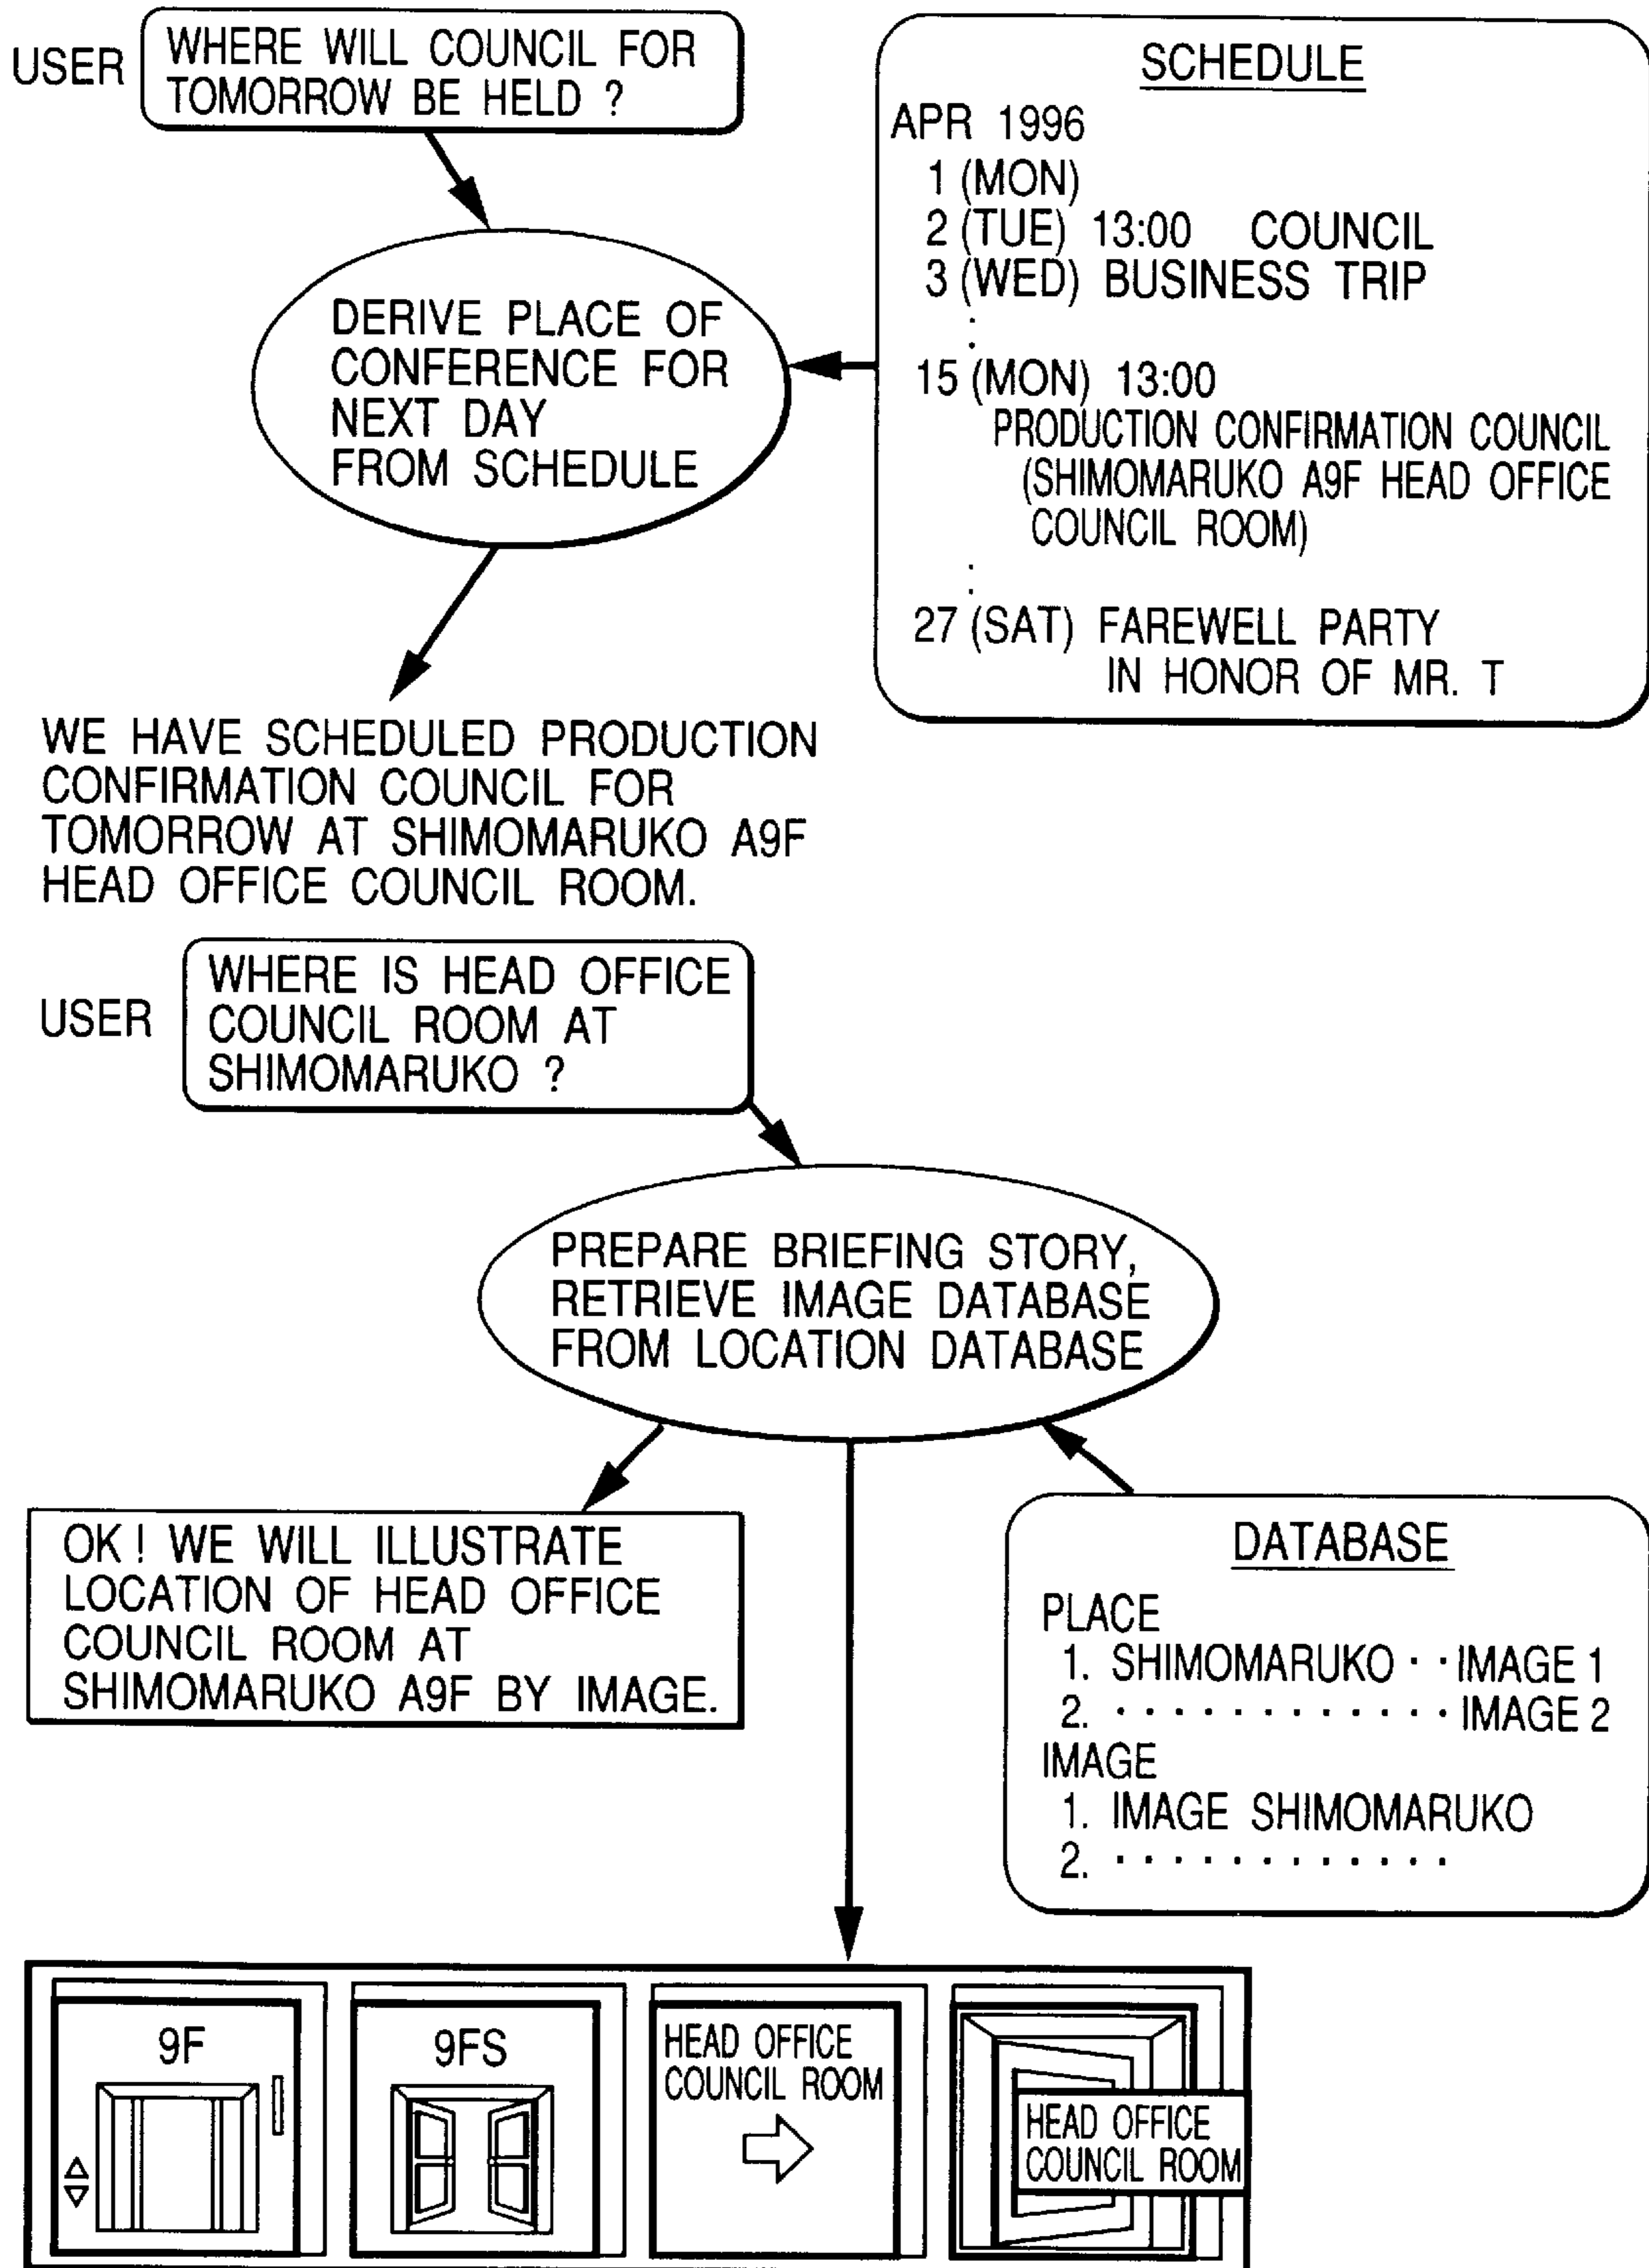 USER
WHERE WILL COUNCIL FOR
TOMORROW BE HELD ?
SCHEDULE
APR 1996
1 (MON)
2 (TUE) 13:00 COUNCIL
3 (WED) BUSINESS TRIP
:
15 (MON) 13:00
PRODUCTION CONFIRMATION COUNCIL
(SHIMOMARUKO A9F HEAD OFFICE
COUNCIL ROOM)
:
27 (SAT) FAREWELL PARTY
IN HONOR OF MR. T
DERIVE PLACE OF
CONFERENCE FOR
NEXT DAY
FROM SCHEDULE
WE HAVE SCHEDULED PRODUCTION
CONFIRMATION COUNCIL FOR
TOMORROW AT SHIMOMARUKO A9F
HEAD OFFICE COUNCIL ROOM.
USER
WHERE IS HEAD OFFICE
COUNCIL ROOM AT
SHIMOMARUKO ?
PREPARE BRIEFING STORY,
RETRIEVE IMAGE DATABASE
FROM LOCATION DATABASE
OK ! WE WILL ILLUSTRATE
LOCATION OF HEAD OFFICE
COUNCIL ROOM AT
SHIMOMARUKO A9F BY IMAGE.
DATABASE
PLACE
1. SHIMOMARUKO · · IMAGE 1
2. · · · · · · · · · · · · IMAGE 2
IMAGE
1. IMAGE SHIMOMARUKO
2. · · · · · · · · · · · ·
9F
9FS
HEAD OFFICE
COUNCIL ROOM
HEAD OFFICE
COUNCIL ROOM